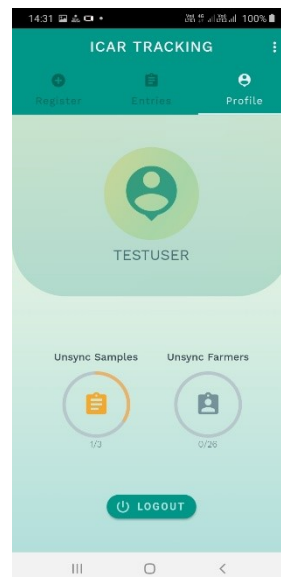 14:31 100%
ICAR TRACKING
Register Entries Profile
TESTUSER
Unsync Samples Unsync Farmers
1/3 0/26
LOGOUT